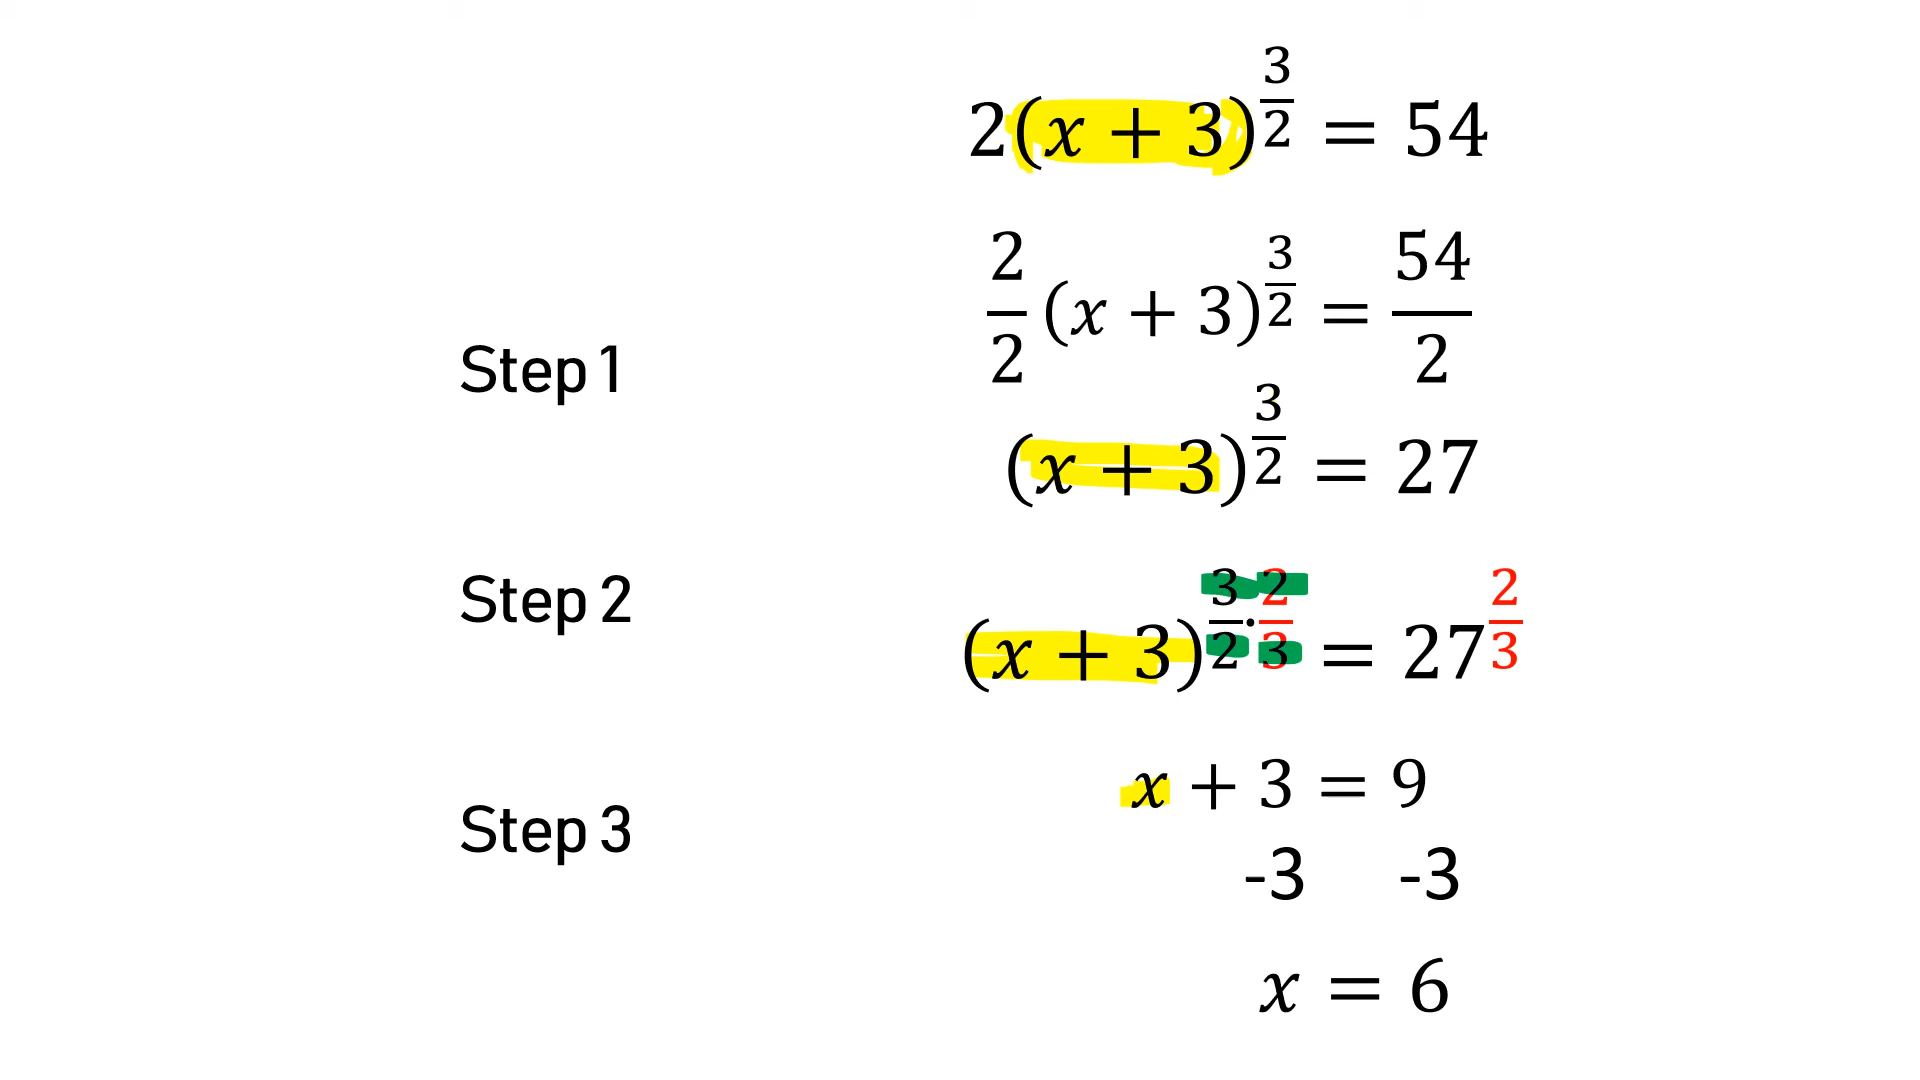 2(x + 3)^(3/2) = 54
2/2 (x + 3)^(3/2) = 54/2
Step 1
(x + 3)^(3/2) = 27
Step 2
(x + 3)^(3/2 · 2/3) = 27^(2/3)
x + 3 = 9
Step 3
-3 -3
x = 6